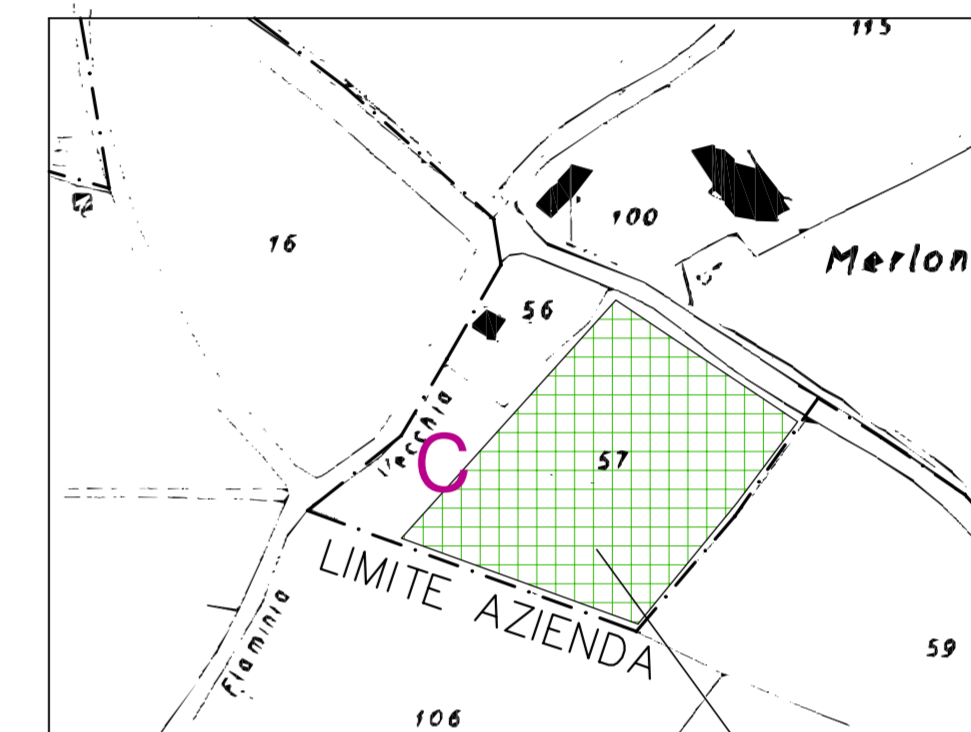 115
100
16
Merlon
56
Vecchia
C
57
LIMITE AZIENDA
Flaminia
59
106